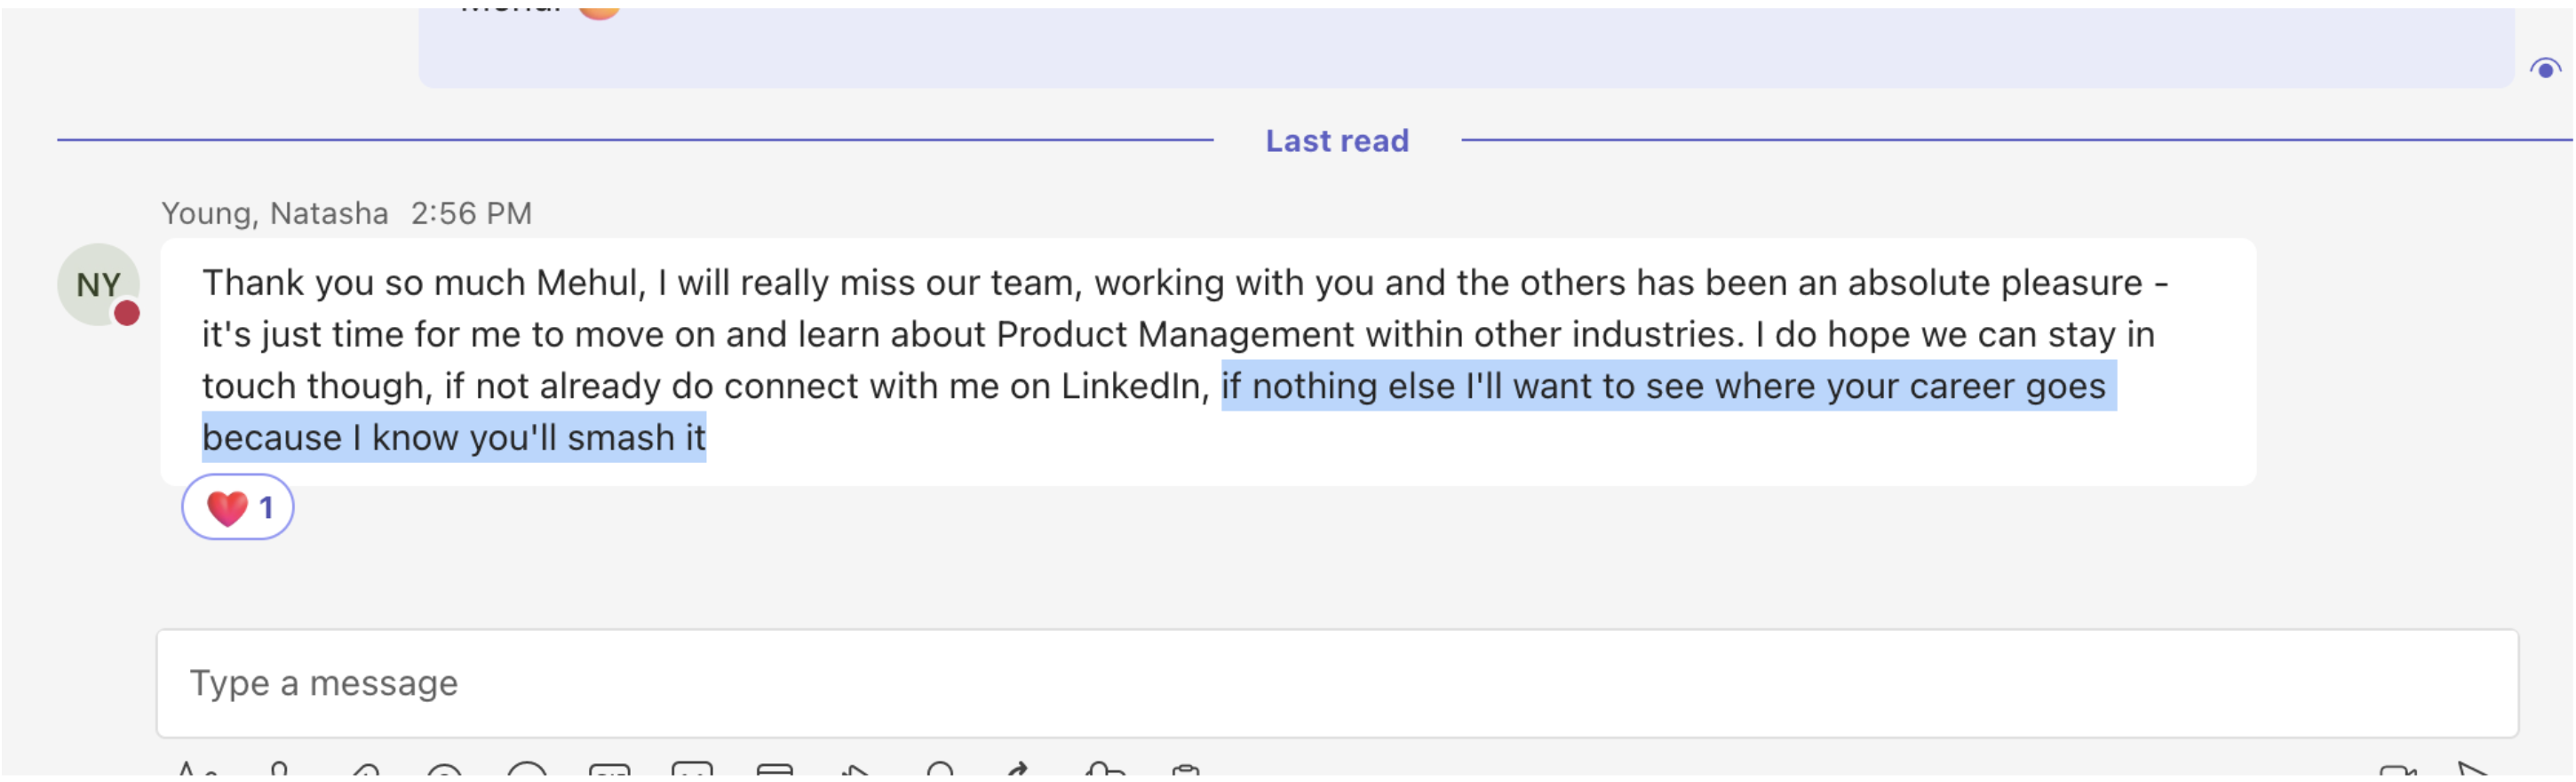 Last read
Young, Natasha 2:56 PM
NY
Thank you so much Mehul, I will really miss our team, working with you and the others has been an absolute pleasure -
it's just time for me to move on and learn about Product Management within other industries. I do hope we can stay in
touch though, if not already do connect with me on LinkedIn, if nothing else I'll want to see where your career goes
because I know you'll smash it
1
Type a message